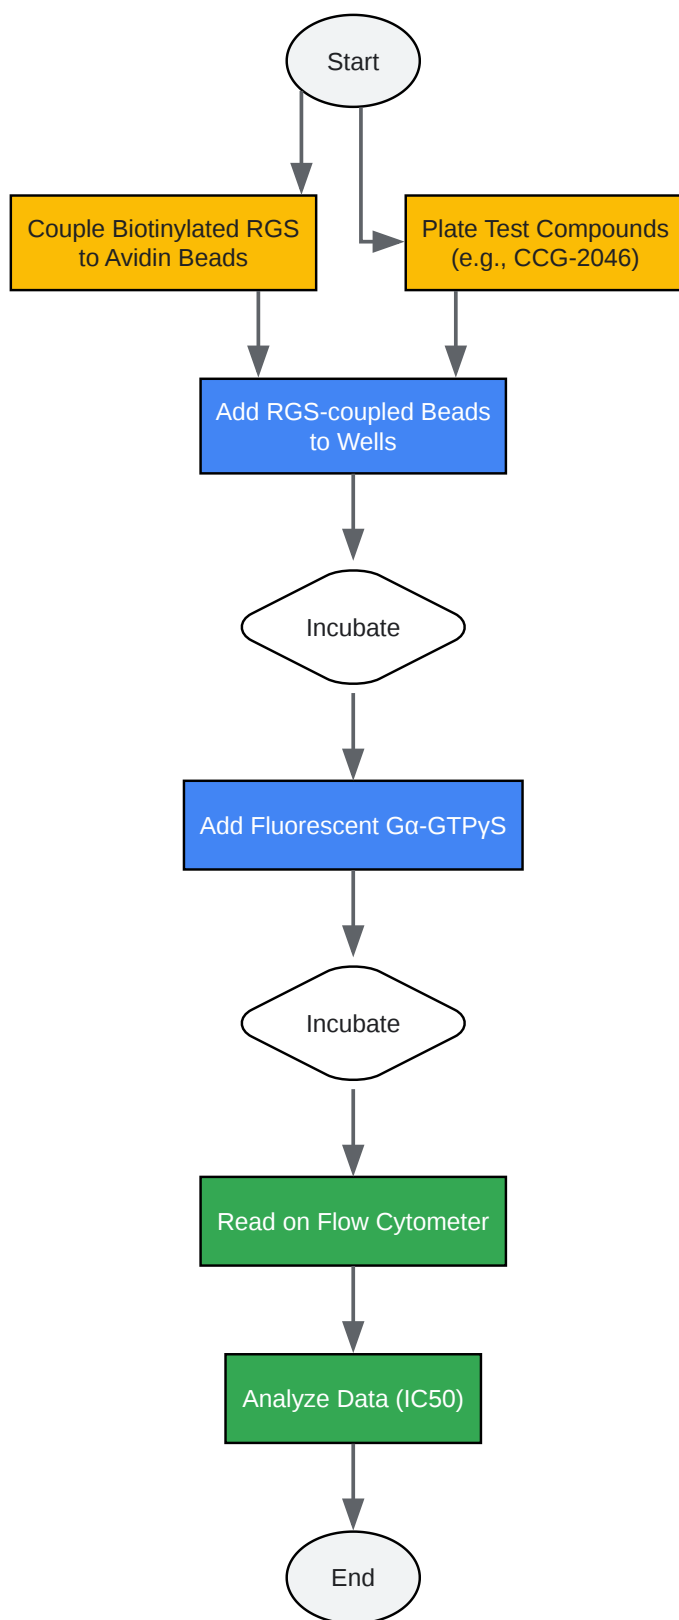 Start
Couple Biotinylated RGS
to Avidin Beads
Plate Test Compounds
(e.g., CCG-2046)
Add RGS-coupled Beads
to Wells
Incubate
Add Fluorescent Gα-GTPγS
Incubate
Read on Flow Cytometer
Analyze Data (IC50)
End